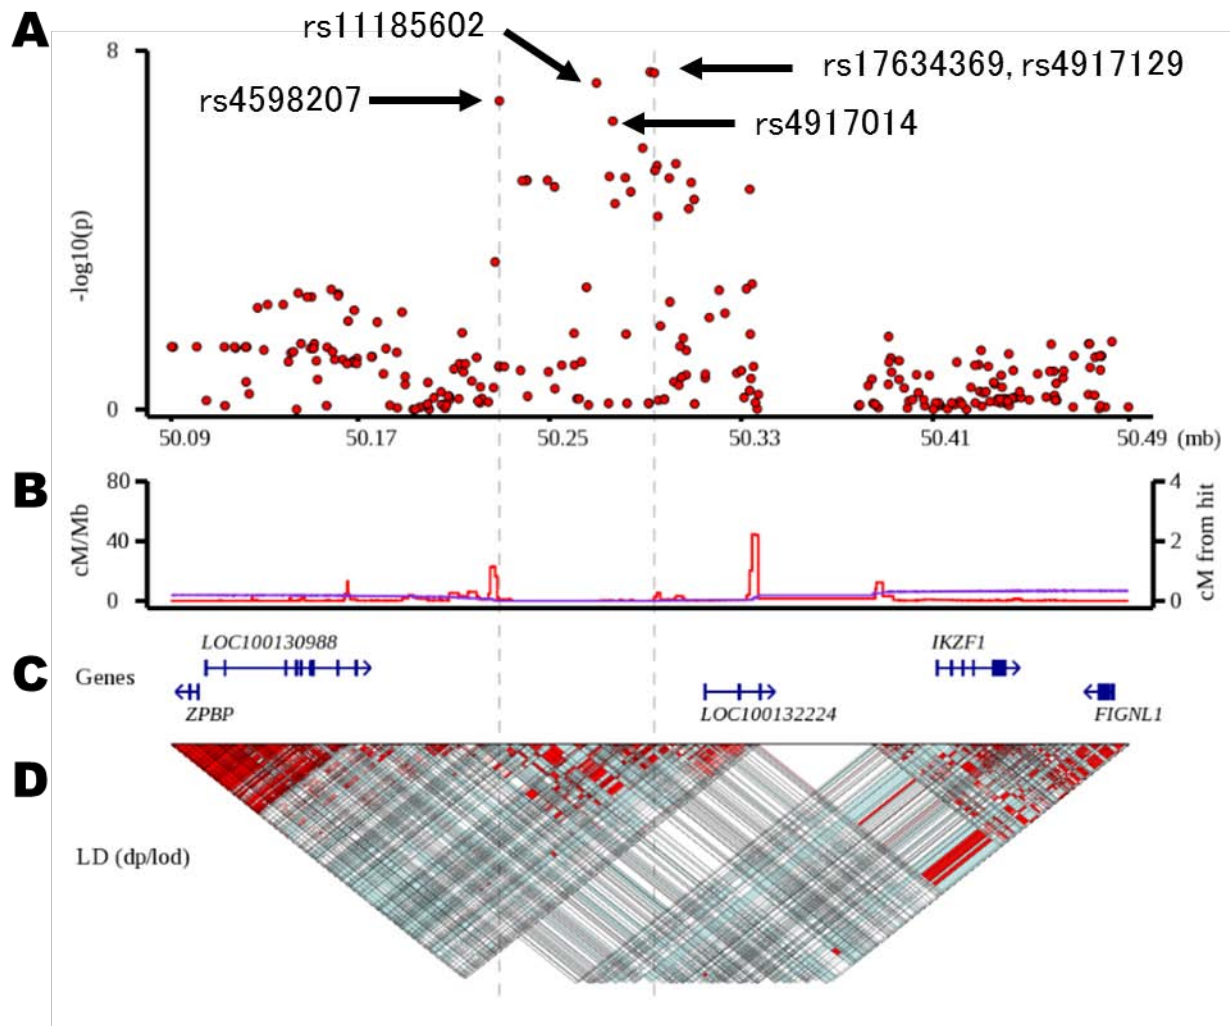 A
rs11185602
8
rs17634369, rs4917129
rs4598207
rs4917014
-log10(p)
0
50.09 50.17 50.25 50.33 50.41 50.49 (mb)
B
80 4
cM/Mb 40 2 cM from hit
0 0
LOC100130988 IKZF1
C
Genes
ZPBP LOC100132224 FIGNL1
D
LD (dp/lod)